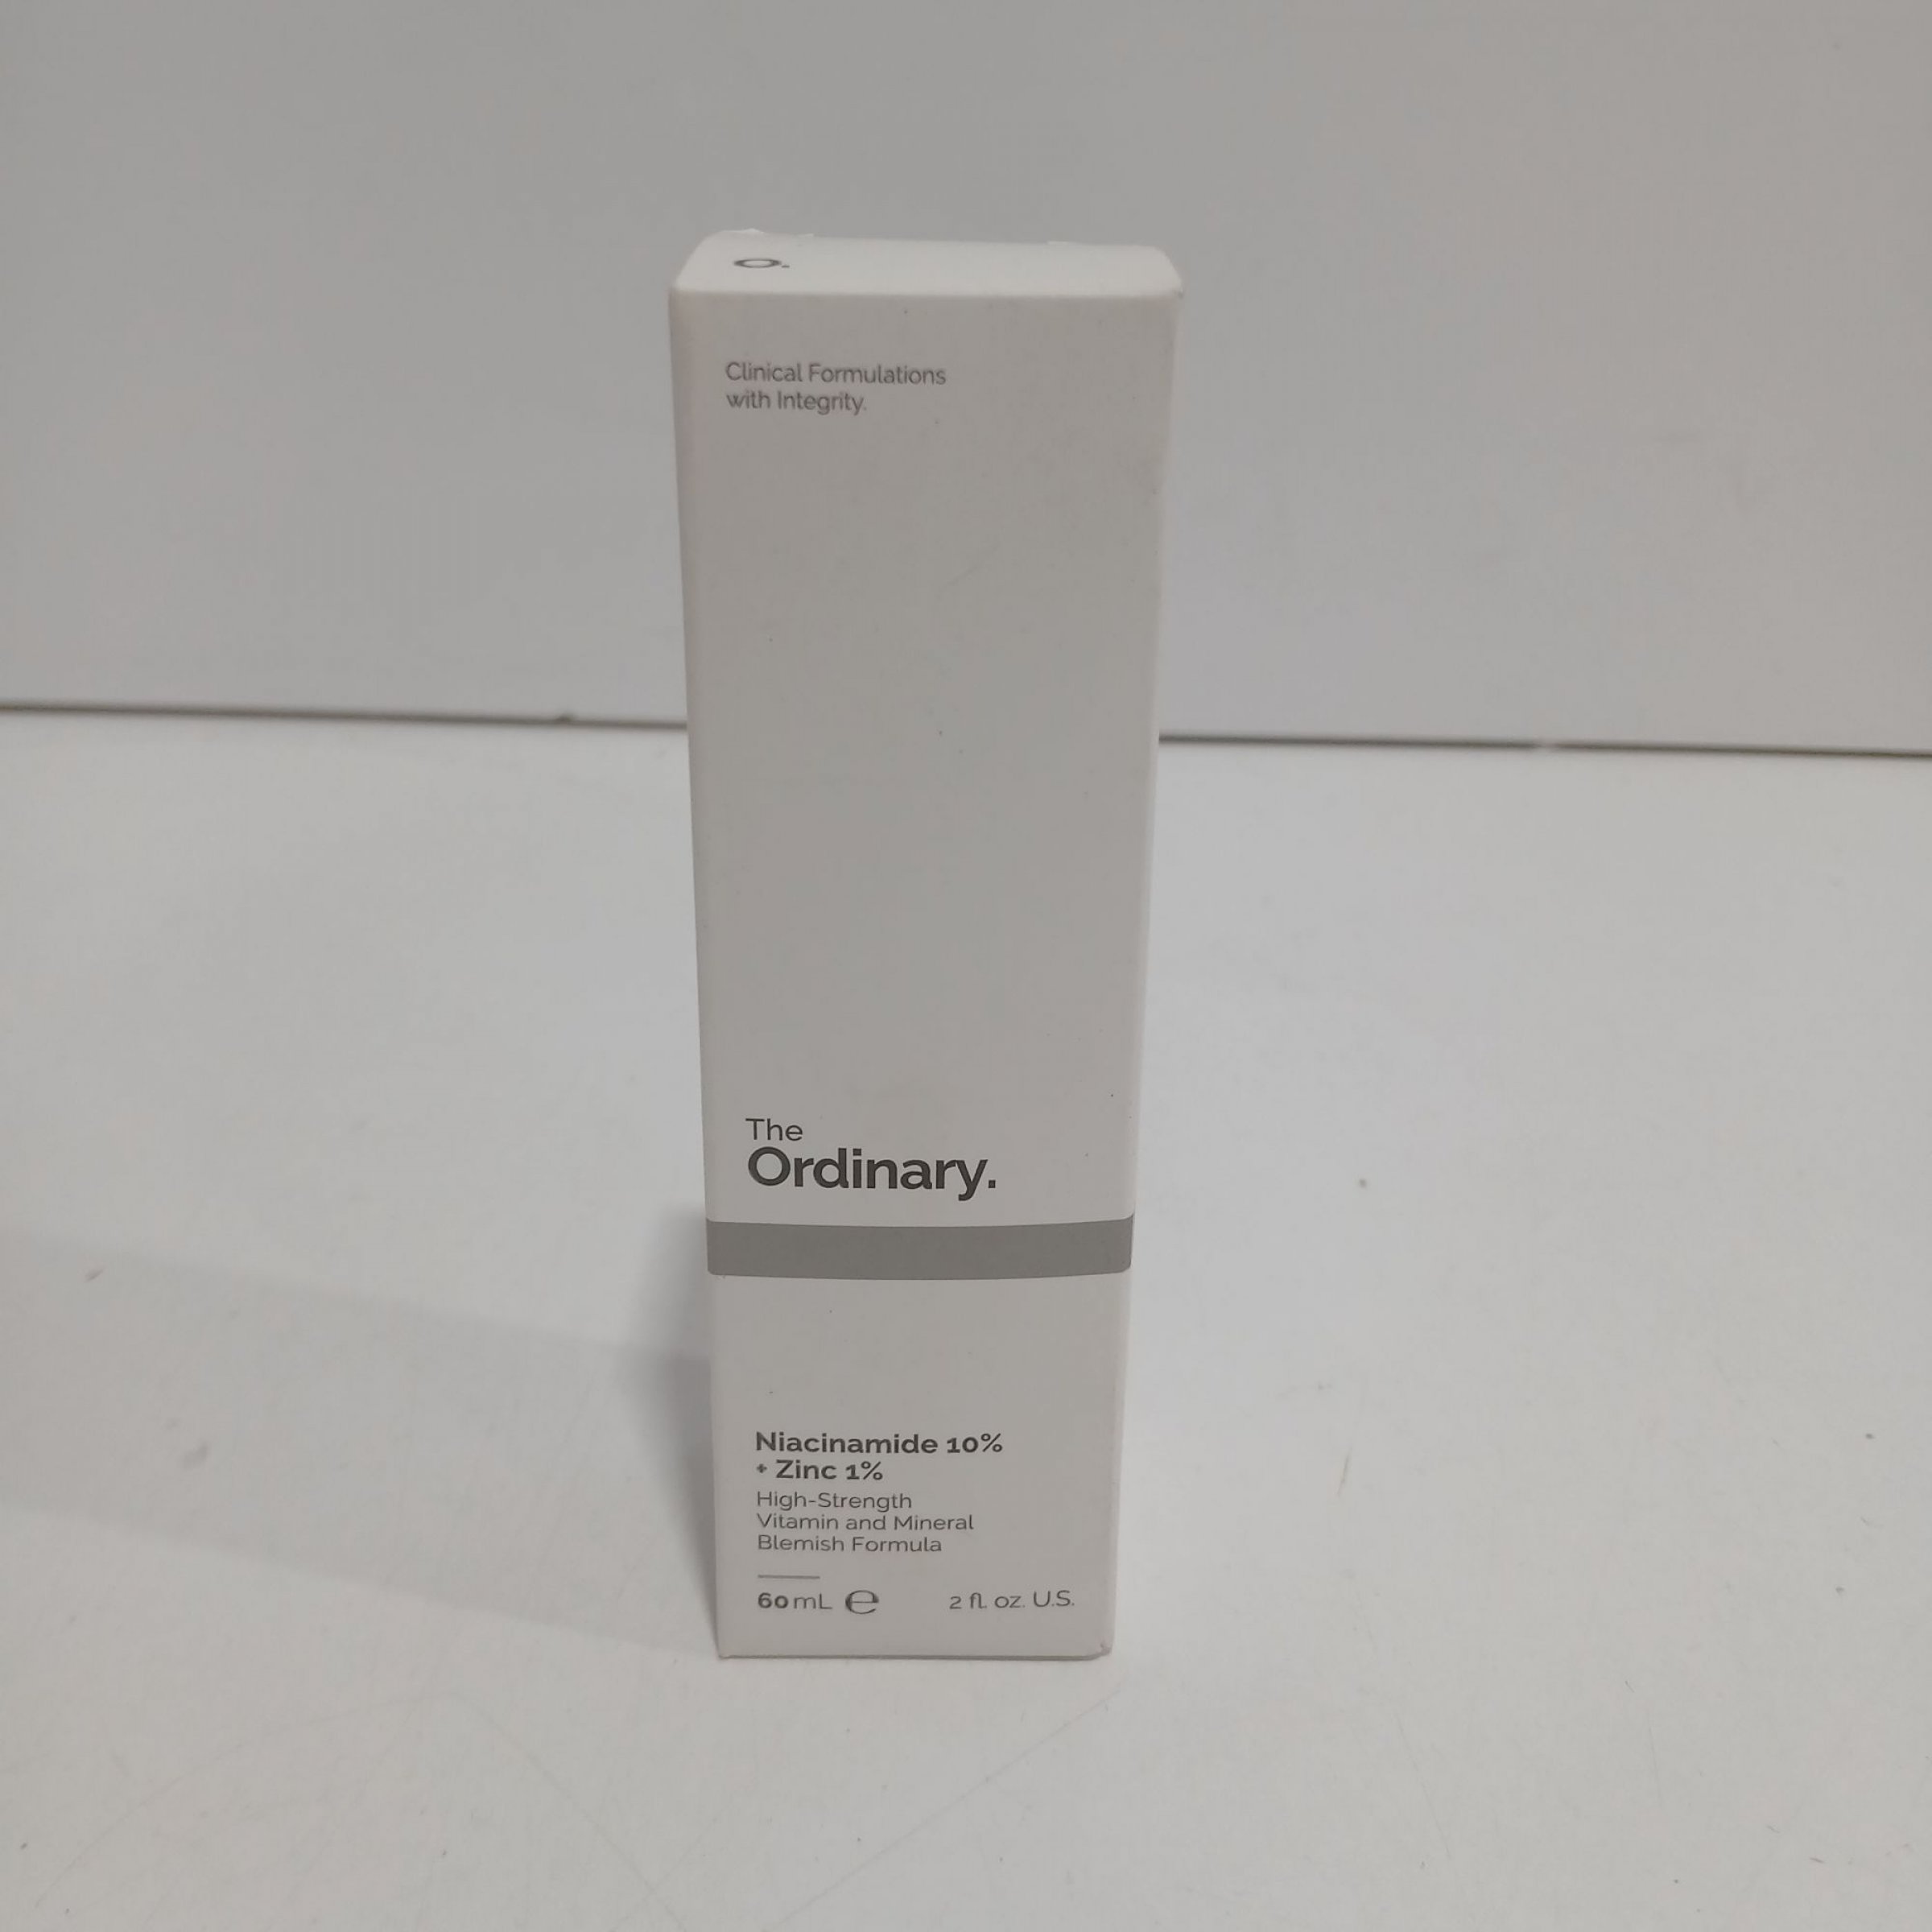 O.
Clinical Formulations
with Integrity.
The
Ordinary.
Niacinamide 10%
+ Zinc 1%
High-Strength
Vitamin and Mineral
Blemish Formula
60 mL ℮ 2 fl. oz. U.S.